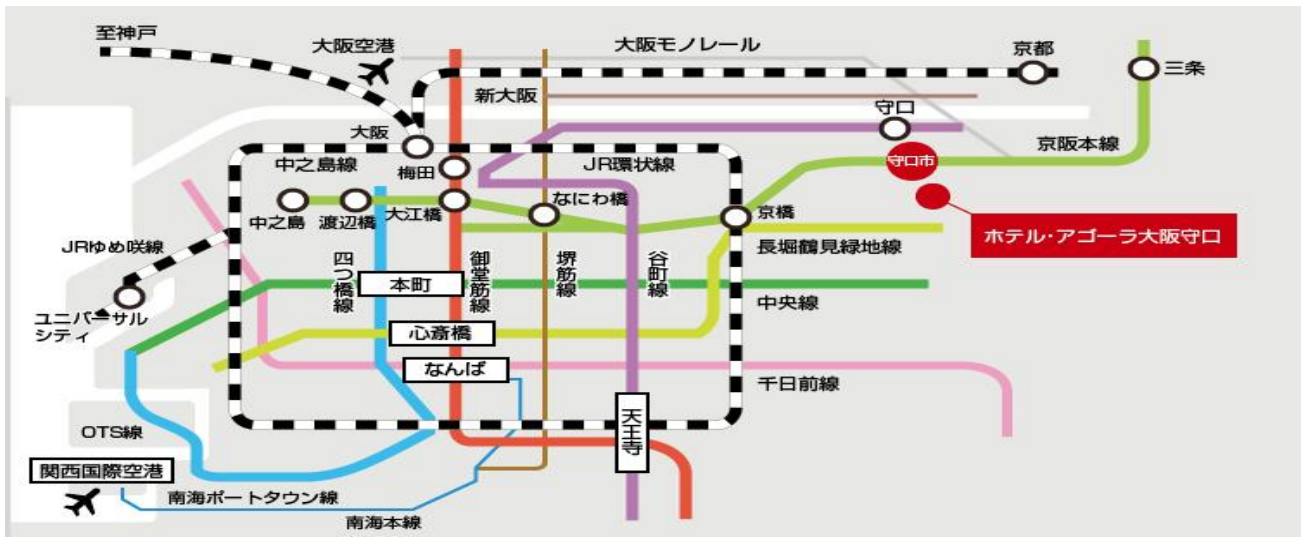 至神戸
大阪空港
大阪モノレール
京都
三条
新大阪
守口
大阪
京阪本線
中之島線
梅田
JR環状線
守口市
中之島
渡辺橋
大江橋
なにわ橋
京橋
ホテル・アゴーラ大阪守口
JRゆめ咲線
長堀鶴見緑地線
四つ橋線
本町
御堂筋線
堺筋線
谷町線
中央線
ユニバーサル
シティ
心斎橋
なんば
千日前線
天王寺
OTS線
関西国際空港
南海ポートタウン線
南海本線